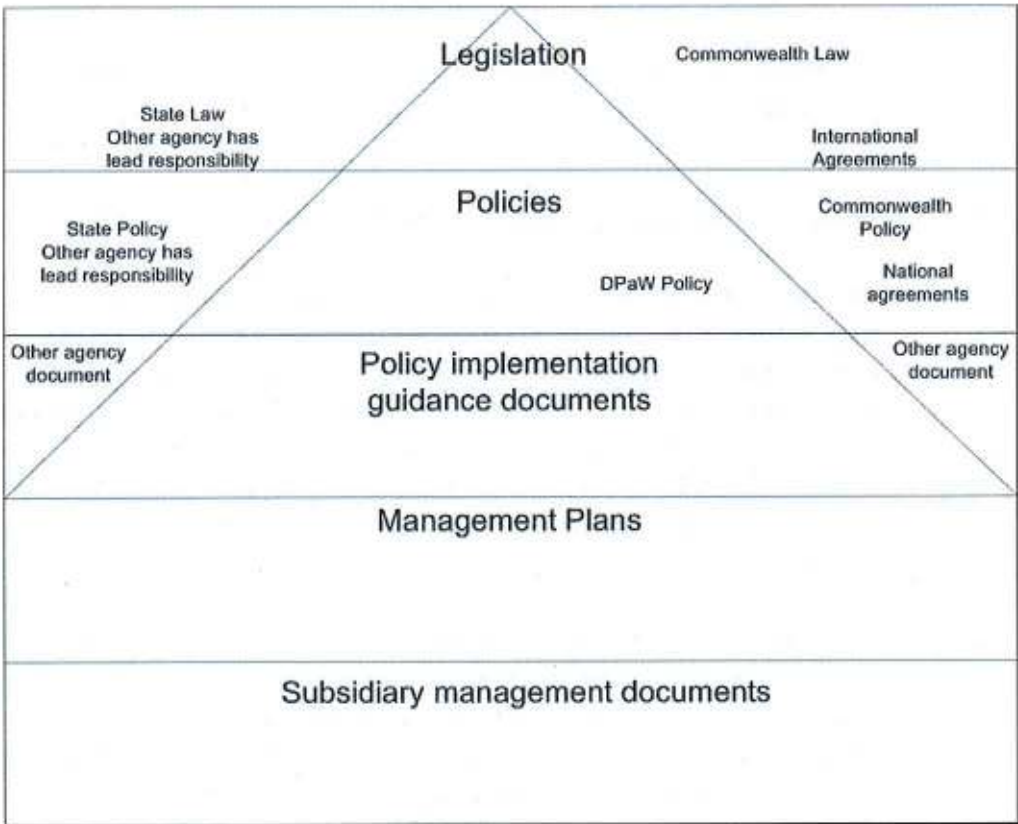 Legislation
Commonwealth Law
State Law
Other agency has
lead responsibility
International
Agreements
Policies
State Policy
Other agency has
lead responsibility
DPaW Policy
Commonwealth
Policy
National
agreements
Other agency
document
Policy implementation
guidance documents
Other agency
document
Management Plans
Subsidiary management documents